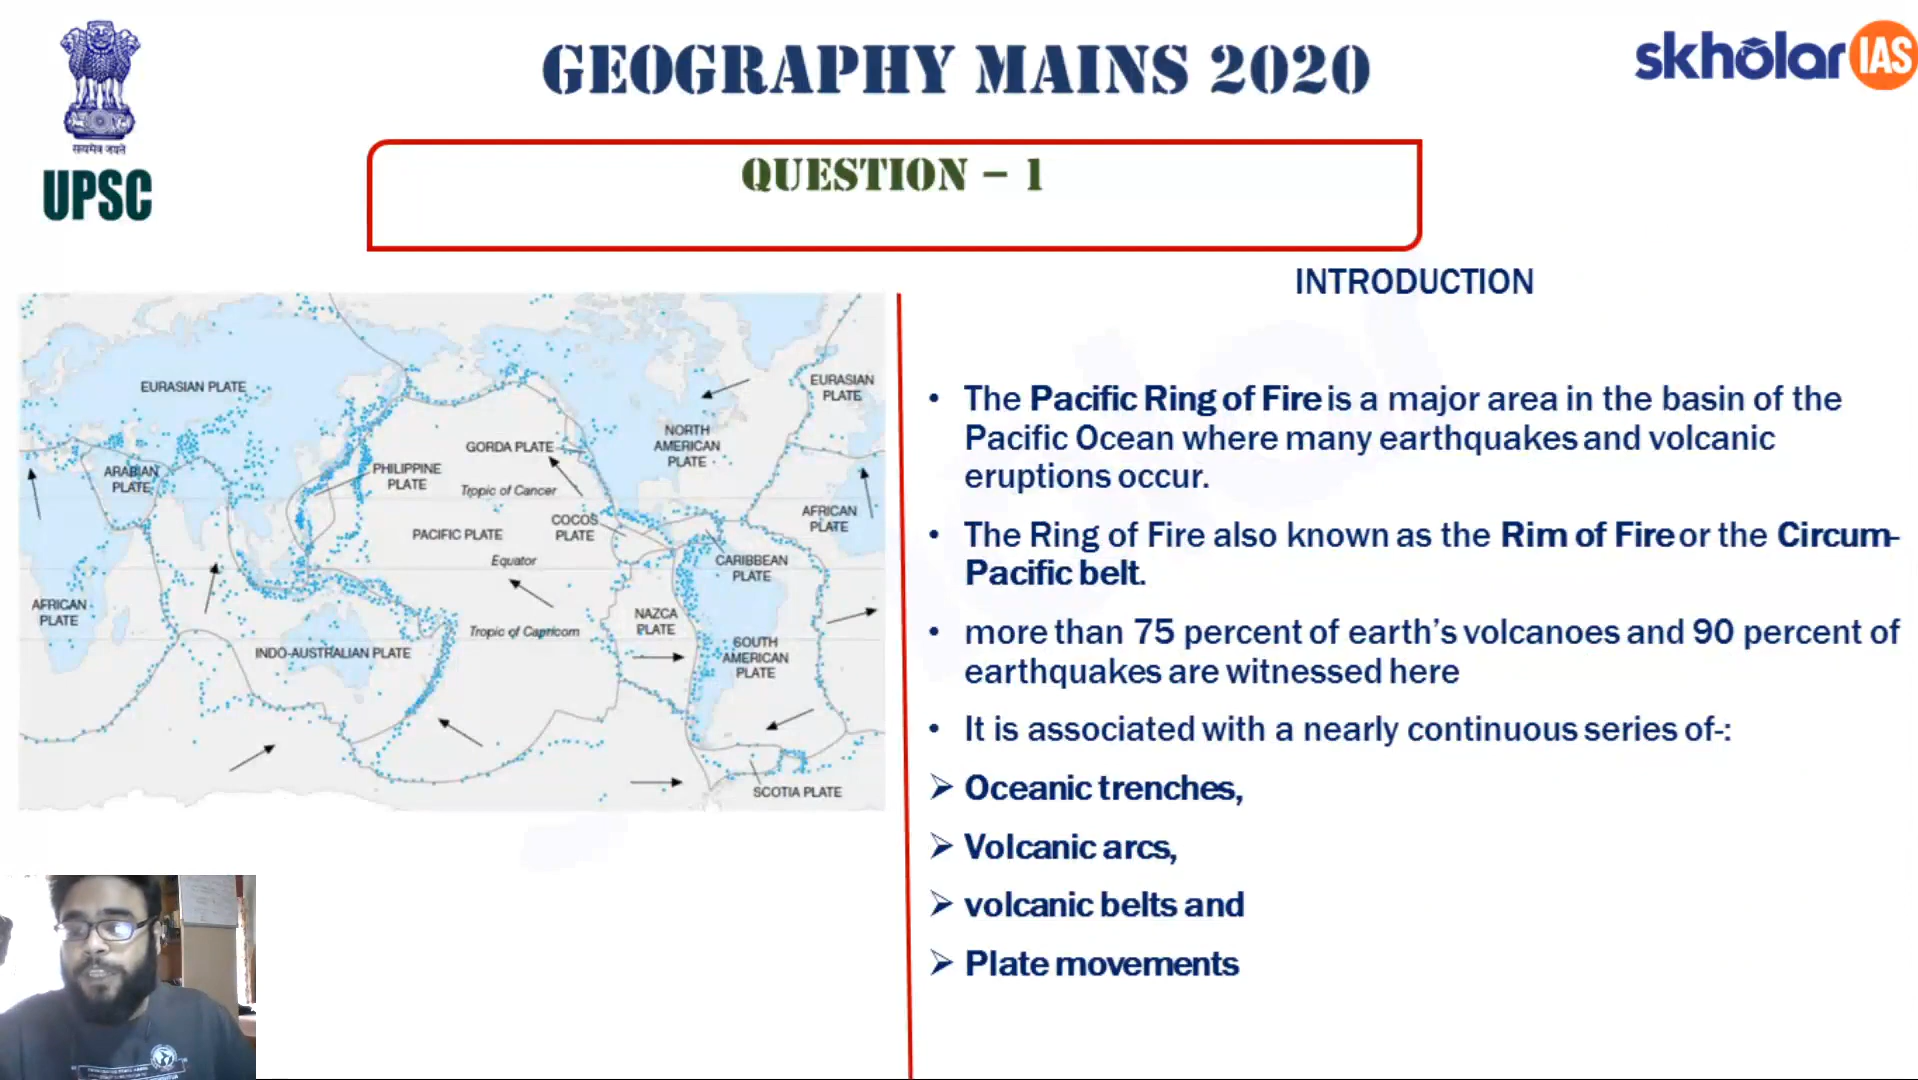 सत्यमेव जयते
UPSC
GEOGRAPHY MAINS 2020
skholar IAS
QUESTION – 1
EURASIAN PLATE
ARABIAN
PLATE
AFRICAN
PLATE
PHILIPPINE
PLATE
INDO-AUSTRALIAN PLATE
GORDA PLATE
Tropic of Cancer
PACIFIC PLATE
Equator
Tropic of Capricorn
COCOS
PLATE
NORTH
AMERICAN
PLATE
CARIBBEAN
PLATE
NAZCA
PLATE
SOUTH
AMERICAN
PLATE
SCOTIA PLATE
EURASIAN
PLATE
AFRICAN
PLATE
INTRODUCTION
• The Pacific Ring of Fire is a major area in the basin of the
Pacific Ocean where many earthquakes and volcanic
eruptions occur.
• The Ring of Fire also known as the Rim of Fire or the Circum-
Pacific belt.
• more than 75 percent of earth's volcanoes and 90 percent of
earthquakes are witnessed here
• It is associated with a nearly continuous series of-:
➢ Oceanic trenches,
➢ Volcanic arcs,
➢ volcanic belts and
➢ Plate movements